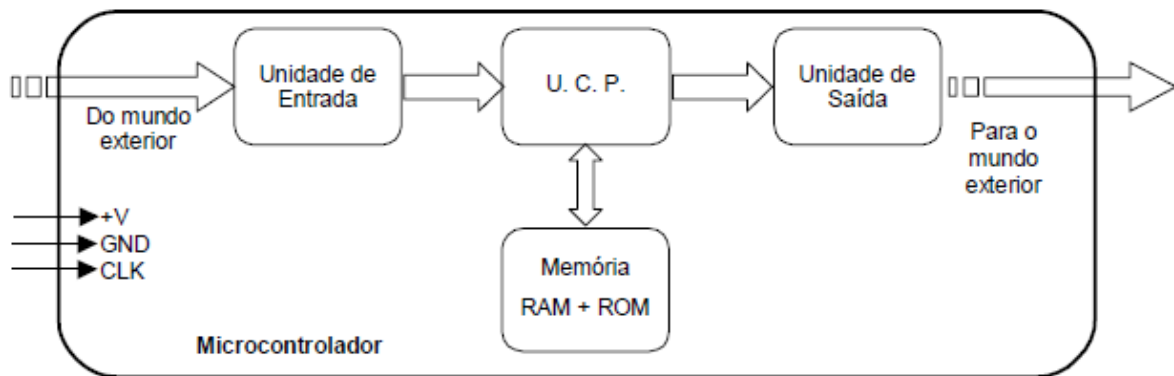 Unidade de
Entrada
U. C. P.
Unidade de
Saída
Do mundo
exterior
Para o
mundo
exterior
+V
GND
CLK
Memória
RAM + ROM
Microcontrolador